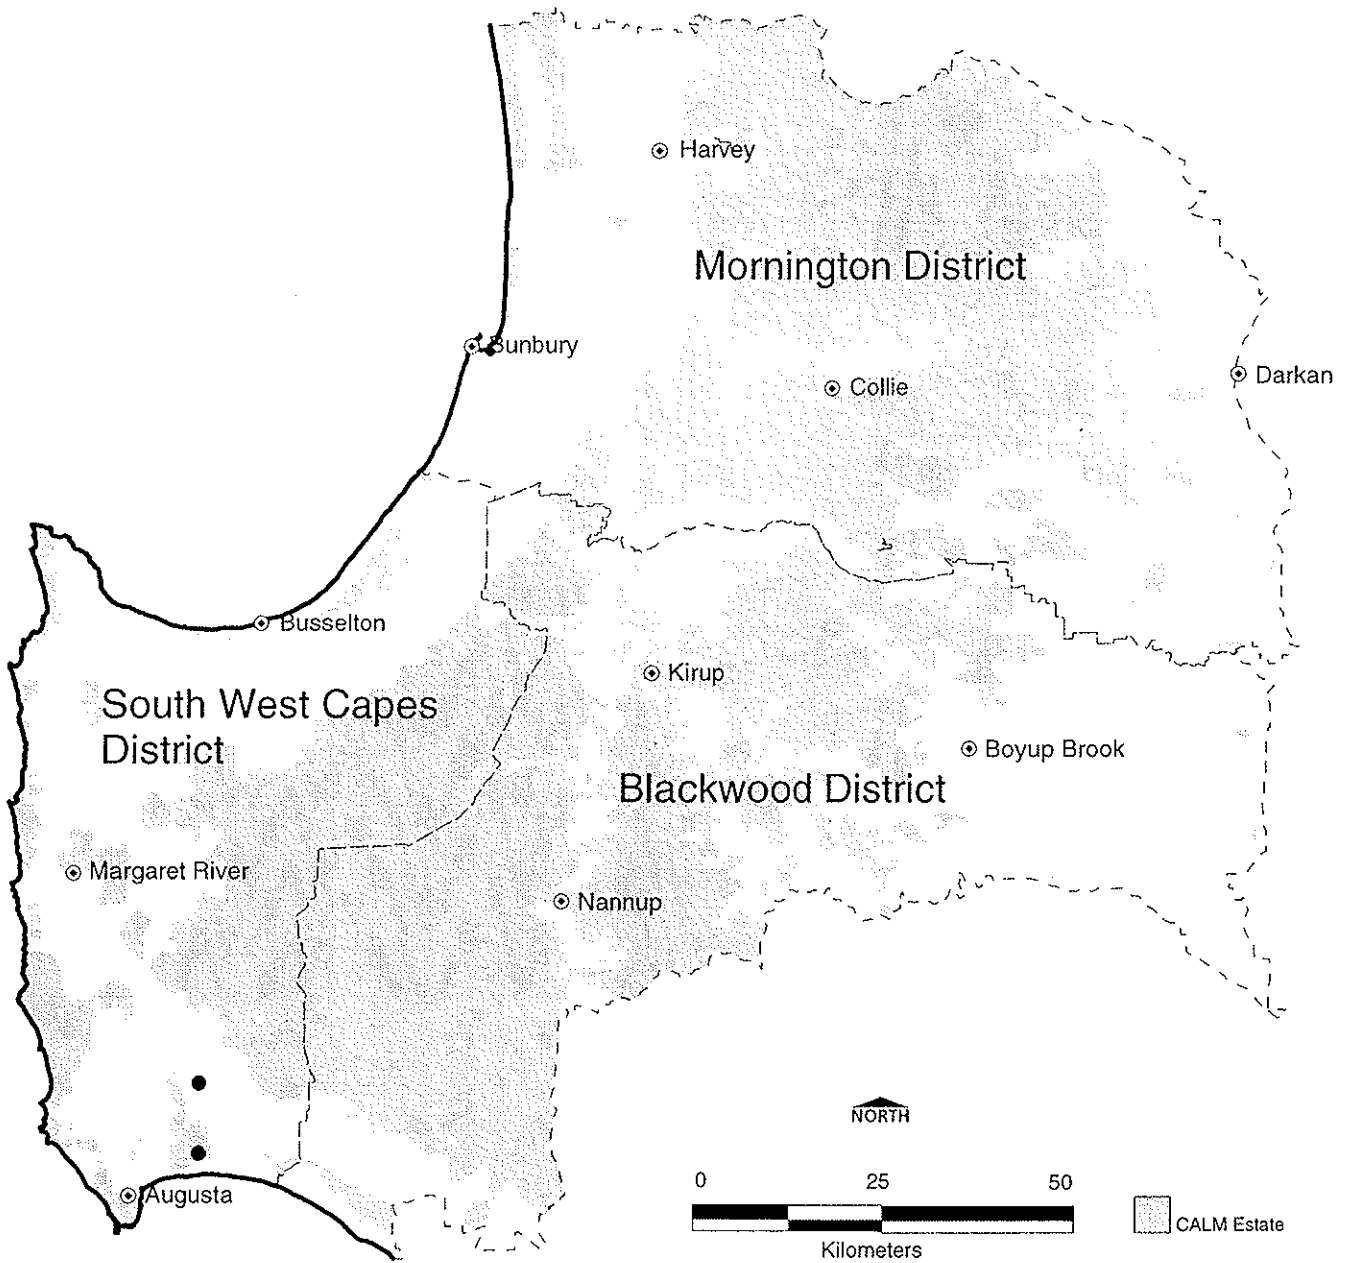 Harvey
Mornington District
Bunbury
Collie
Darkan
Busselton
Kirup
South West Capes
District
Boyup Brook
Blackwood District
Margaret River
Nannup
NORTH
0 25 50
Augusta
CALM Estate
Kilometers